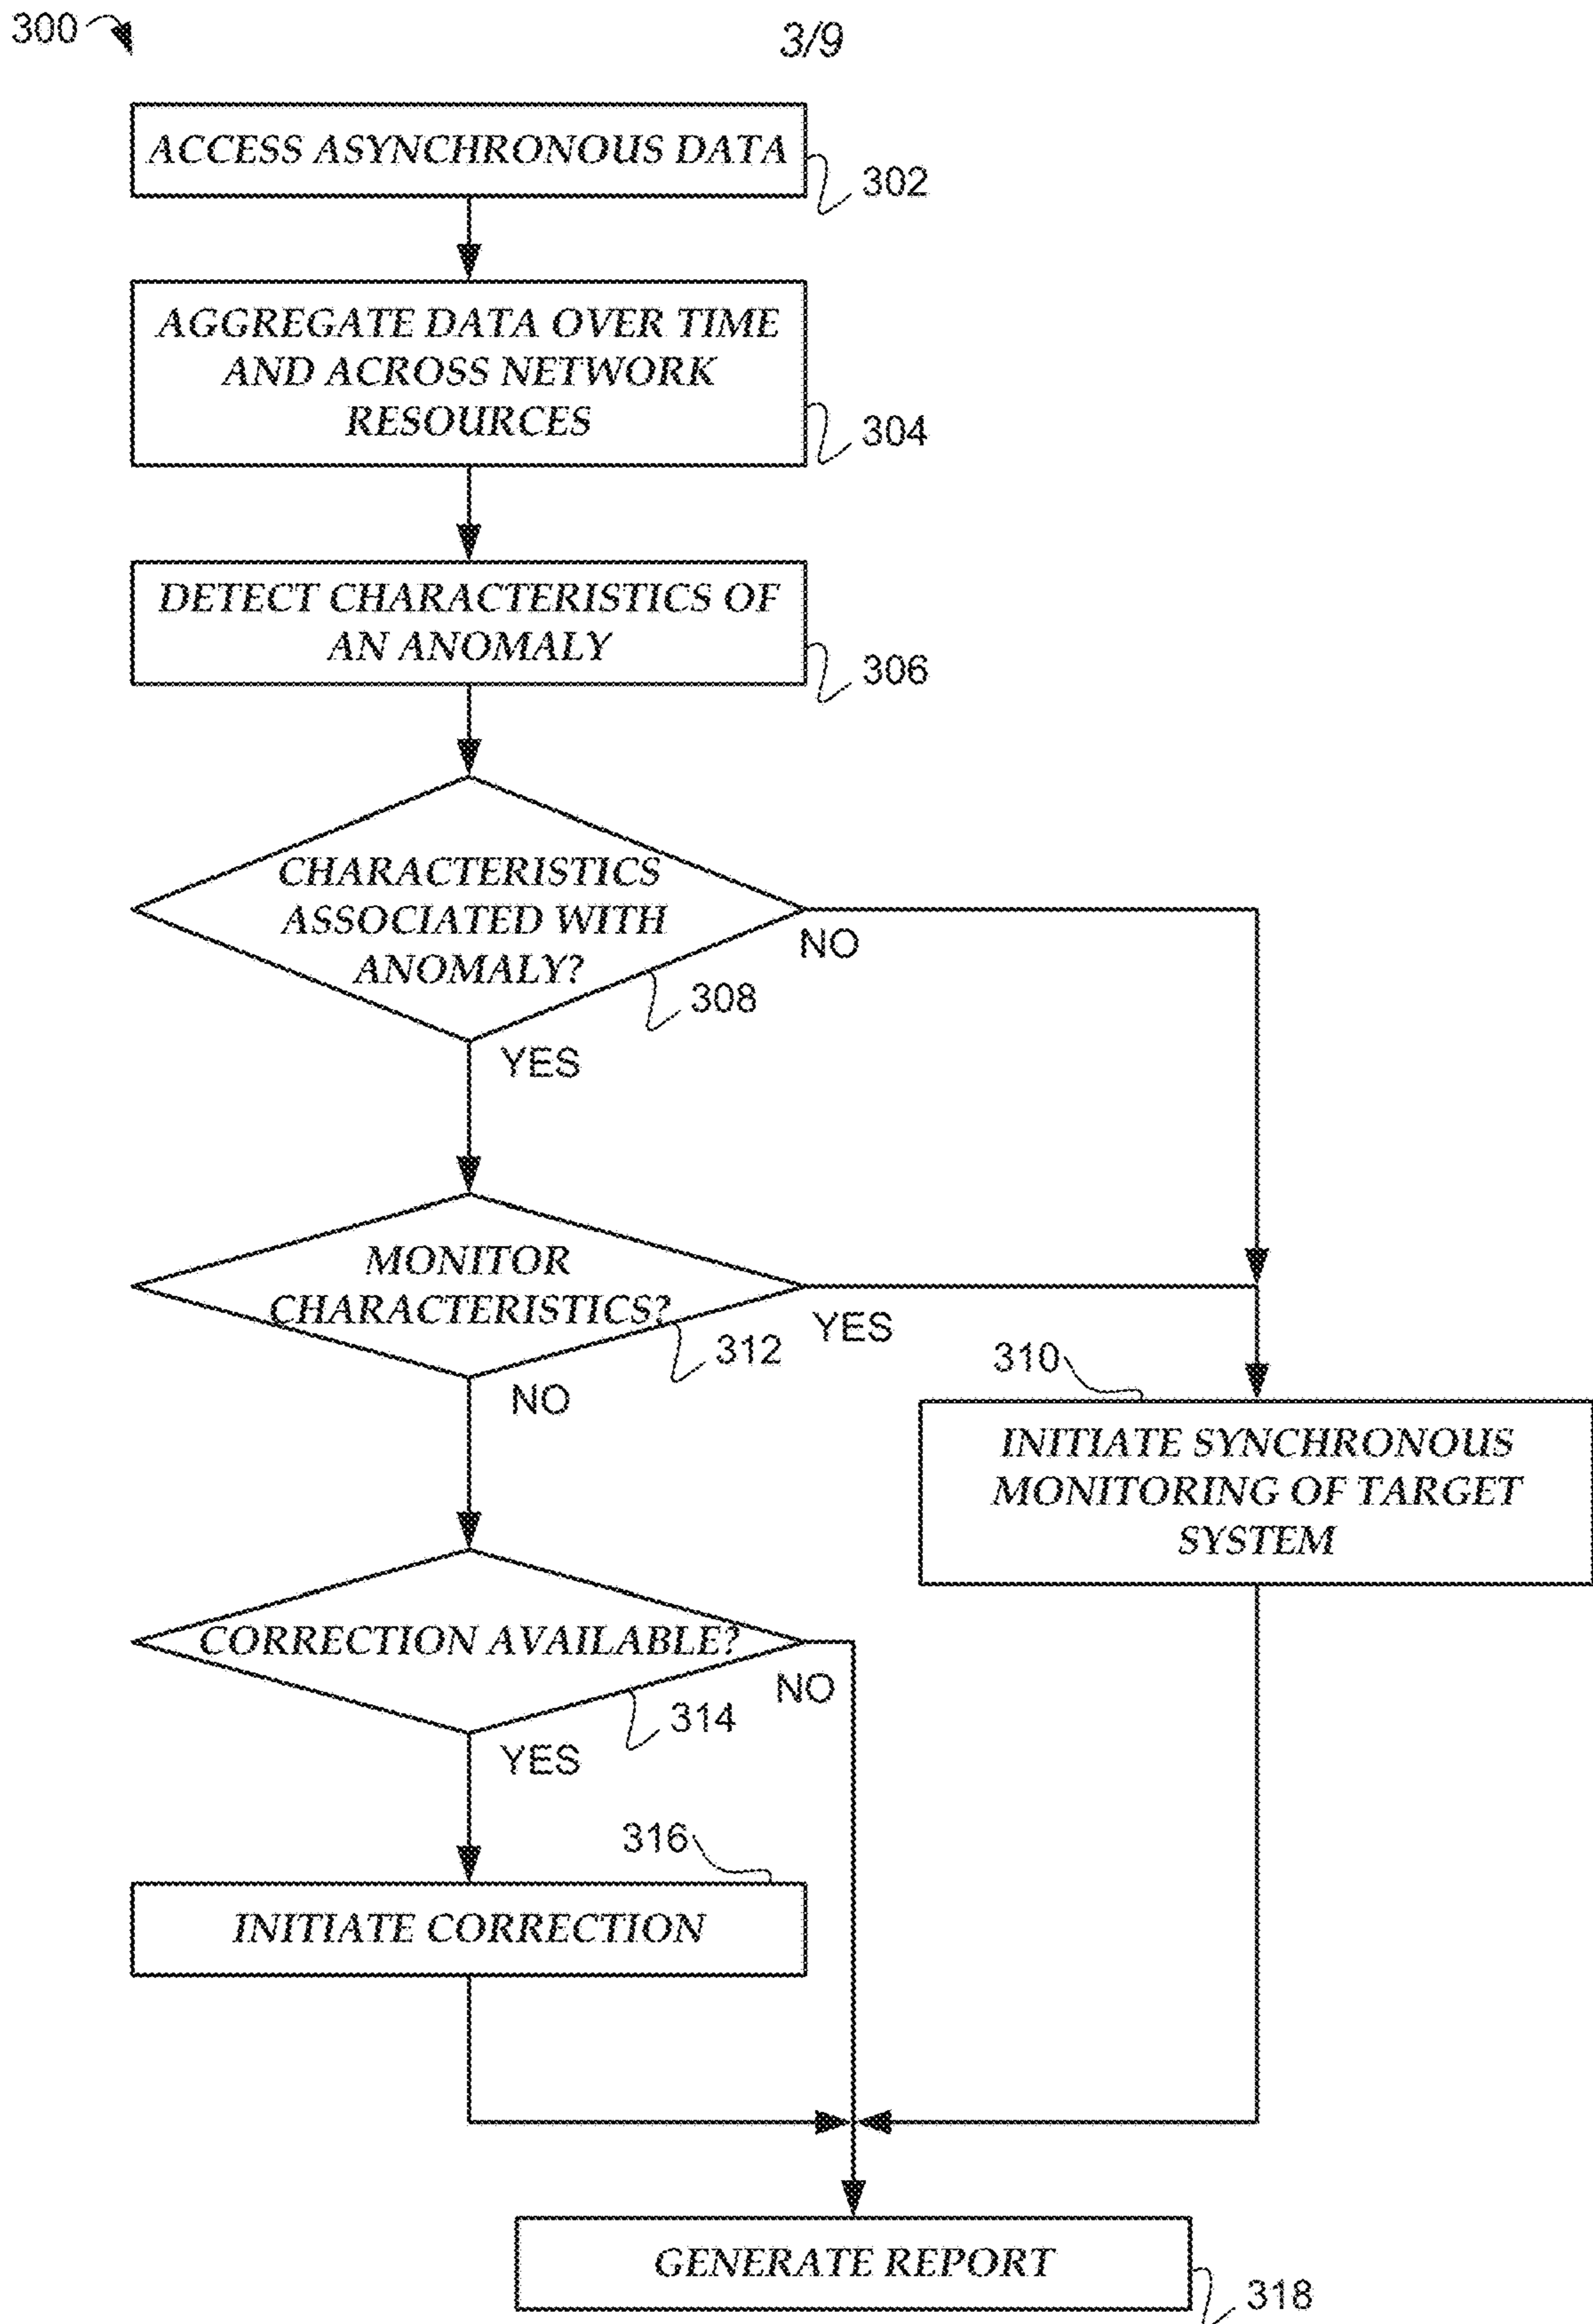 300
3/9
ACCESS ASYNCHRONOUS DATA
302
AGGREGATE DATA OVER TIME
AND ACROSS NETWORK
RESOURCES
304
DETECT CHARACTERISTICS OF
AN ANOMALY
306
CHARACTERISTICS
ASSOCIATED WITH
ANOMALY?
NO
308
YES
MONITOR
CHARACTERISTICS?
YES
312
NO
310
INITIATE SYNCHRONOUS
MONITORING OF TARGET
SYSTEM
CORRECTION AVAILABLE?
NO
314
YES
316
INITIATE CORRECTION
GENERATE REPORT
318